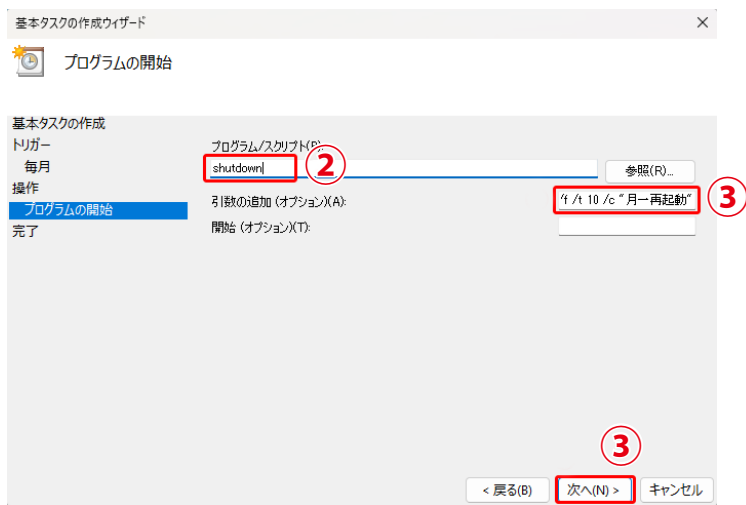 基本タスクの作成ウィザード
プログラムの開始
基本タスクの作成
トリガー
毎月
操作
プログラムの開始
完了
プログラム/スクリプト(P):
shutdown
②
参照(R)...
引数の追加 (オプション)(A):
/f /t 10 /c "月一再起動"
③
開始 (オプション)(T):
③
< 戻る(B)
次へ(N) >
キャンセル